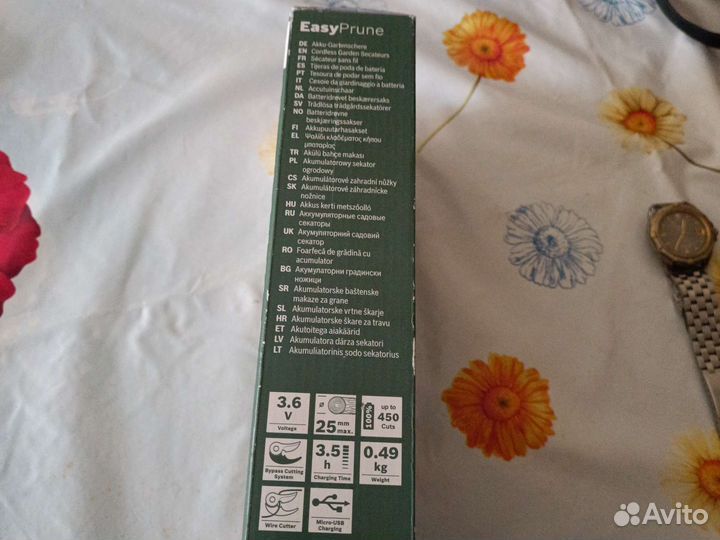 EasyPrune
DE Akku-Gartenschere
EN Cordless Garden Secateurs
FR Sécateur sans fil
ES Tijeras de poda de batería
PT Tesoura de podar sem fio
IT Cesoie da giardinaggio a batteria
NL Accutuinschaar
DA Batteridrevet beskærersaks
SV Trådlösa trädgårdssekatörer
NO Batteridrevne
beskjæringssakser
FI Akkupuutarhasakset
EL Ψαλίδι κλαδέματος κήπου
μπαταρίας
TR Akülü bahçe makası
PL Akumulatorowy sekator
ogrodowy
CS Akumulátorové zahradní nůžky
SK Akumulátorové záhradnícke
nožnice
HU Akkus kerti metszőolló
RU Аккумуляторные садовые
секаторы
UK Акумуляторний садовий
секатор
RO Foarfecă de grădină cu
acumulator
BG Акумулаторни градински
ножици
SR Akumulatorske baštenske
makaze za grane
SL Akumulatorske vrtne škarje
HR Akumulatorske škare za travu
ET Akutoitega aiakäärid
LV Akumulatora dārza sekatori
LT Akumuliatorinis sodo sekatorius
3.6 V Voltage
ø 25 mm max.
100% up to 450 Cuts
Bypass Cutting System
3.5 h Charging Time
0.49 kg Weight
Wire Cutter
Micro-USB Charging
Avito